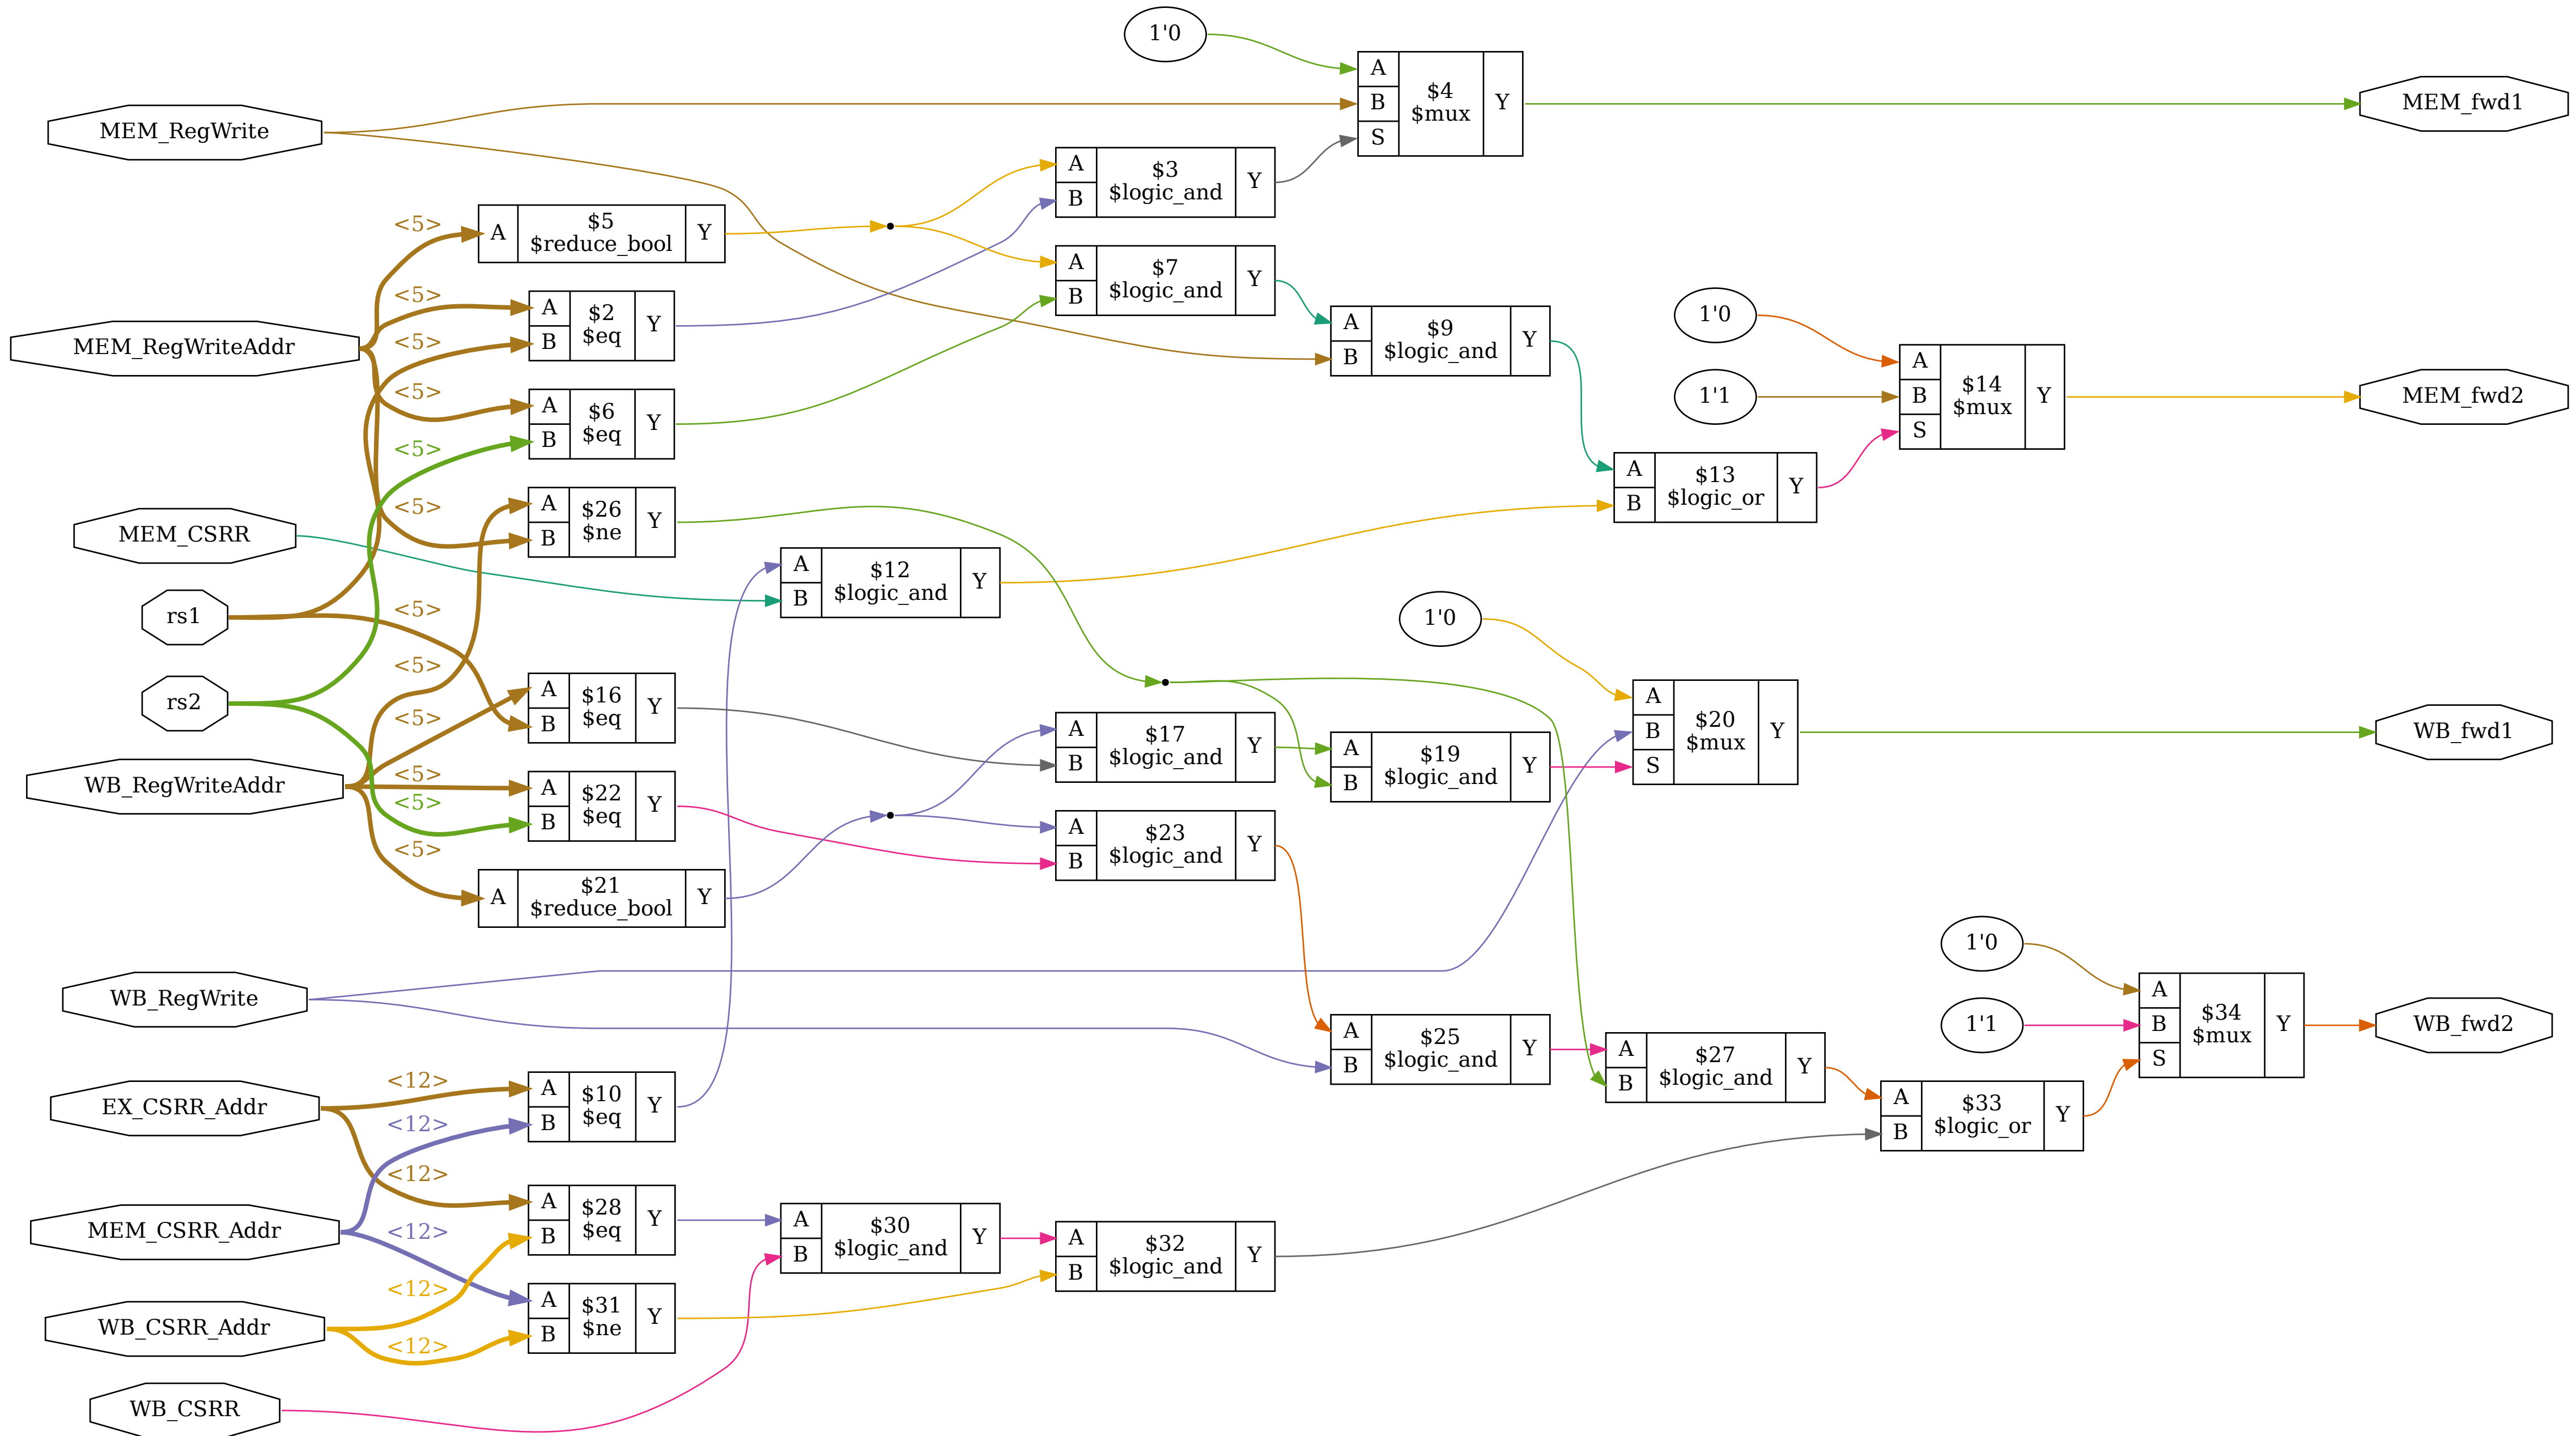 1'0
A
B
S
$4
$mux
Y
MEM_fwd1
MEM_RegWrite
A
B
$3
$logic_and
Y
<5>
A
$5
$reduce_bool
Y
A
B
$7
$logic_and
Y
<5>
A
B
$2
$eq
Y
MEM_RegWriteAddr
<5>
A
B
$9
$logic_and
Y
1'0
1'1
A
B
S
$14
$mux
Y
MEM_fwd2
<5>
A
B
$6
$eq
Y
<5>
A
B
$13
$logic_or
Y
<5>
A
B
$26
$ne
Y
MEM_CSRR
A
B
$12
$logic_and
Y
rs1
<5>
1'0
<5>
rs2
A
B
$16
$eq
Y
<5>
A
B
$17
$logic_and
Y
A
B
$19
$logic_and
Y
A
B
S
$20
$mux
Y
WB_fwd1
WB_RegWriteAddr
<5>
<5>
A
B
$22
$eq
Y
A
B
$23
$logic_and
Y
<5>
A
$21
$reduce_bool
Y
WB_RegWrite
1'0
1'1
A
B
S
$34
$mux
Y
WB_fwd2
A
B
$25
$logic_and
Y
A
B
$27
$logic_and
Y
A
B
$33
$logic_or
Y
EX_CSRR_Addr
<12>
<12>
A
B
$10
$eq
Y
<12>
A
B
$28
$eq
Y
MEM_CSRR_Addr
<12>
A
B
$30
$logic_and
Y
A
B
$32
$logic_and
Y
<12>
A
B
$31
$ne
Y
WB_CSRR_Addr
<12>
WB_CSRR